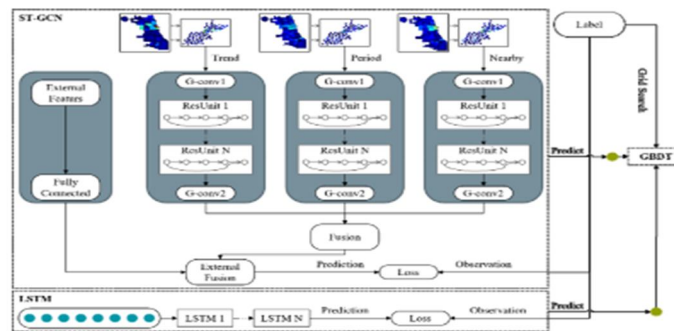 ST-GCN
Label
Trend
Period
Nearby
Grid Search
External
Feature
G-conv1
G-conv1
G-conv1
ResUnit 1
ResUnit 1
ResUnit 1
ResUnit N
ResUnit N
ResUnit N
Predict
GBDT
Fully
Connected
G-conv2
G-conv2
G-conv2
Fusion
External
Fusion
Prediction
Loss
Observation
LSTM
LSTM 1
LSTM N
Prediction
Loss
Observation
Predict